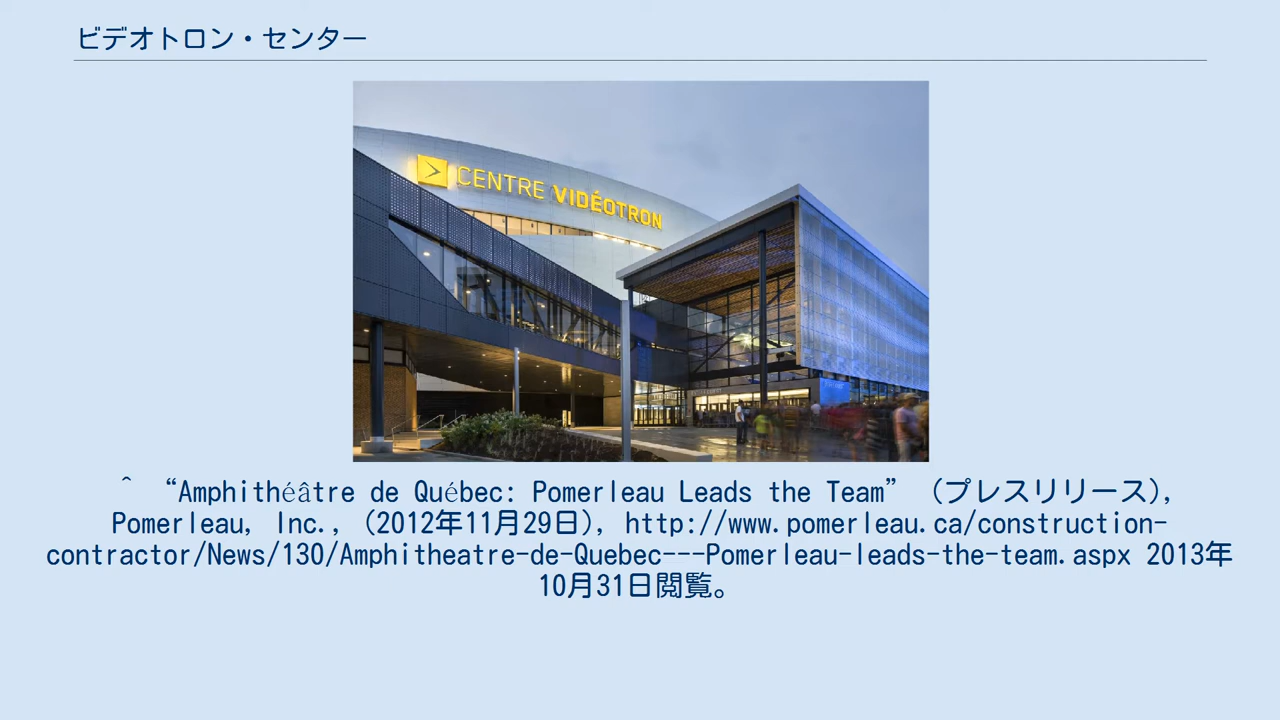 ビデオトロン・センター
CENTRE VIDÉOTRON
^ “Amphithéâtre de Québec: Pomerleau Leads the Team” (プレスリリース),
Pomerleau, Inc., (2012年11月29日), http://www.pomerleau.ca/construction-
contractor/News/130/Amphitheatre-de-Quebec---Pomerleau-leads-the-team.aspx 2013年
10月31日閲覧。